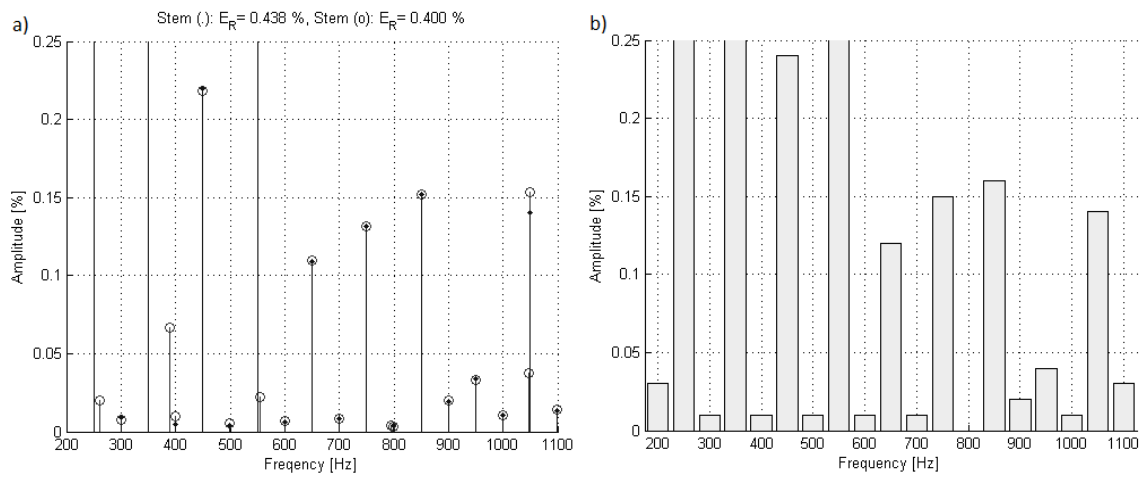 a)
Stem (.): E_R= 0.438 %, Stem (o): E_R= 0.400 %
0.25
0.2
0.15
0.1
0.05
0
Amplitude [%]
200 300 400 500 600 700 800 900 1000 1100
Freqency [Hz]
b)
0.25
0.2
0.15
0.1
0.05
0
Amplitude [%]
200 300 400 500 600 700 800 900 1000 1100
Frequency [Hz]